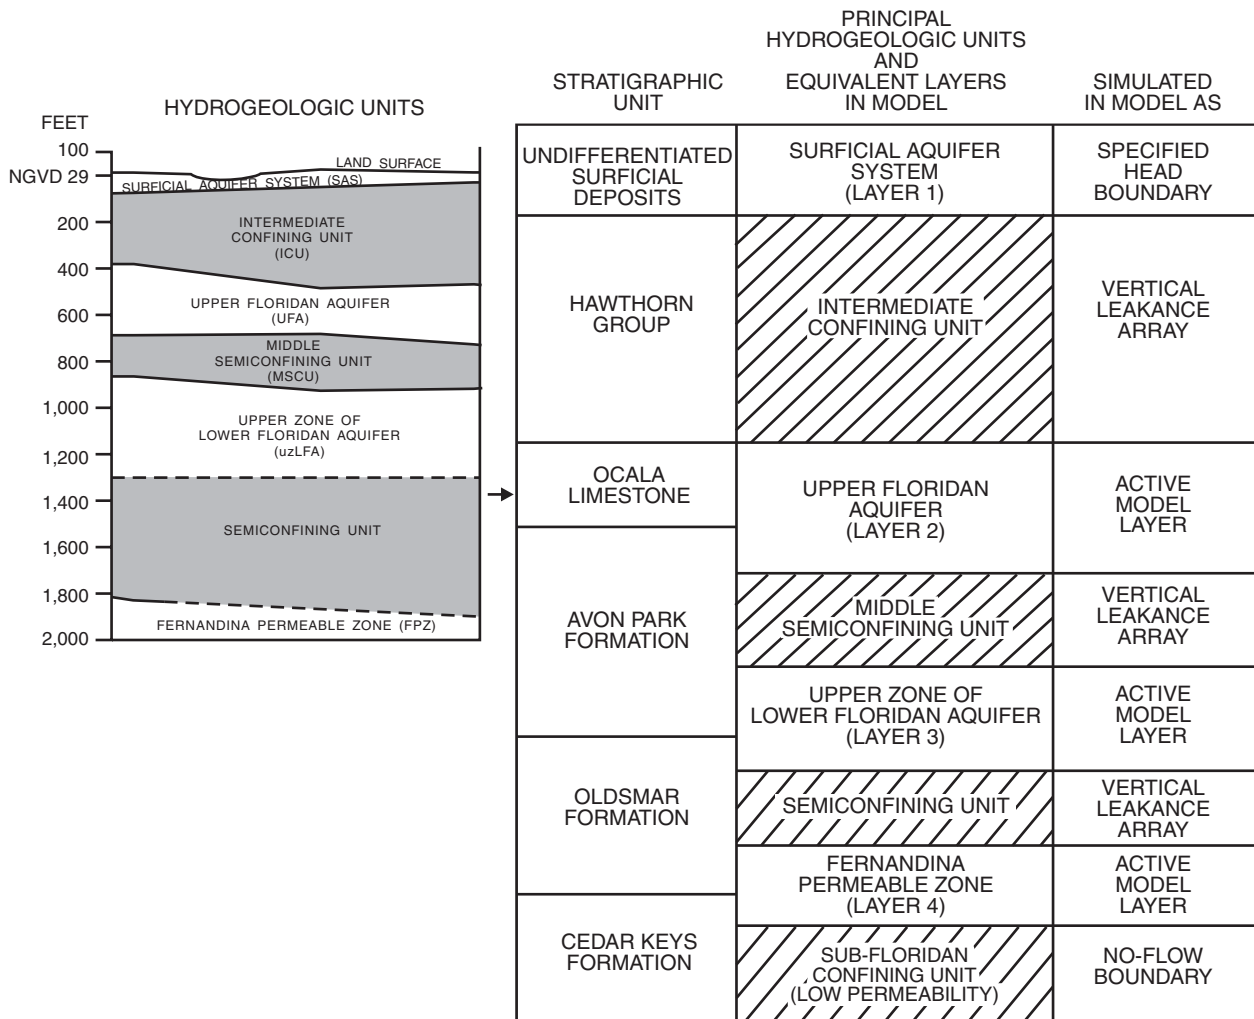 HYDROGEOLOGIC UNITS
FEET
100
NGVD 29
200
400
600
800
1,000
1,200
1,400
1,600
1,800
2,000
LAND SURFACE
SURFICIAL AQUIFER SYSTEM (SAS)
INTERMEDIATE
CONFINING UNIT
(ICU)
UPPER FLORIDAN AQUIFER
(UFA)
MIDDLE
SEMICONFINING UNIT
(MSCU)
UPPER ZONE OF
LOWER FLORIDAN AQUIFER
(uzLFA)
SEMICONFINING UNIT
FERNANDINA PERMEABLE ZONE (FPZ)
STRATIGRAPHIC
UNIT
PRINCIPAL
HYDROGEOLOGIC UNITS
AND
EQUIVALENT LAYERS
IN MODEL
SIMULATED
IN MODEL AS
UNDIFFERENTIATED
SURFICIAL
DEPOSITS
SURFICIAL AQUIFER
SYSTEM
(LAYER 1)
SPECIFIED
HEAD
BOUNDARY
HAWTHORN
GROUP
INTERMEDIATE
CONFINING UNIT
VERTICAL
LEAKANCE
ARRAY
OCALA
LIMESTONE
UPPER FLORIDAN
AQUIFER
(LAYER 2)
ACTIVE
MODEL
LAYER
AVON PARK
FORMATION
MIDDLE
SEMICONFINING UNIT
VERTICAL
LEAKANCE
ARRAY
UPPER ZONE OF
LOWER FLORIDAN AQUIFER
(LAYER 3)
ACTIVE
MODEL
LAYER
OLDSMAR
FORMATION
SEMICONFINING UNIT
VERTICAL
LEAKANCE
ARRAY
FERNANDINA
PERMEABLE ZONE
(LAYER 4)
ACTIVE
MODEL
LAYER
CEDAR KEYS
FORMATION
SUB-FLORIDAN
CONFINING UNIT
(LOW PERMEABILITY)
NO-FLOW
BOUNDARY